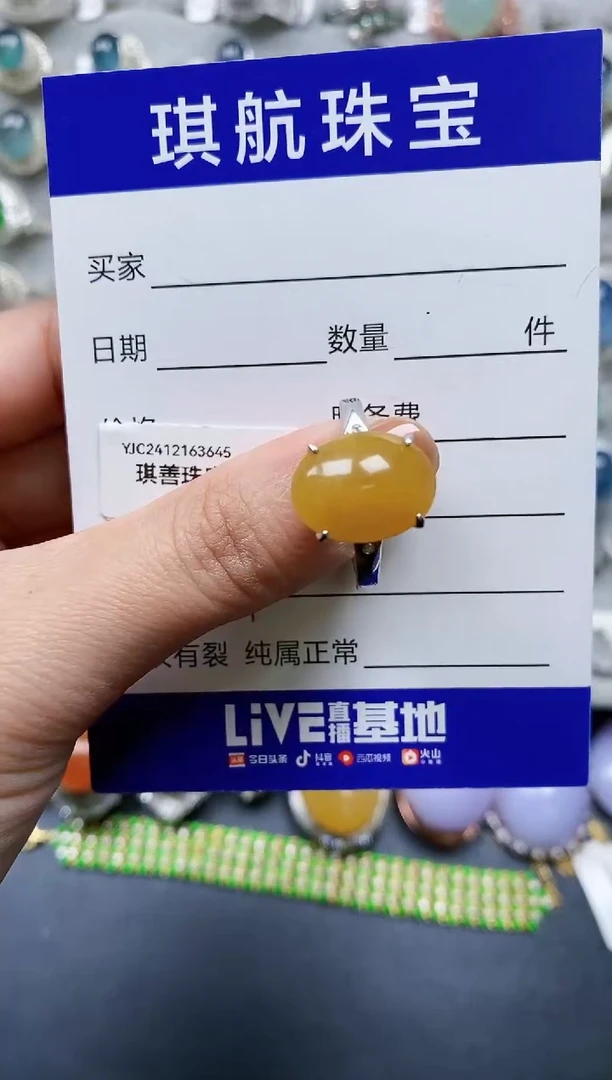 琪航珠宝
买家
日期 数量 件
费
YJC2412163645
琪善珠
有裂 纯属正常
LiVE直播基地
今日头条 抖音 西瓜视频 火山